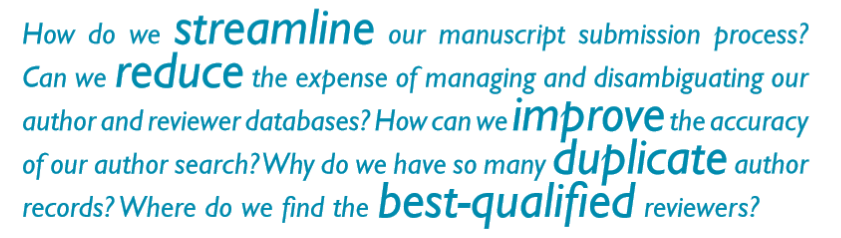 How do we streamline our manuscript submission process?
Can we reduce the expense of managing and disambiguating our
author and reviewer databases? How can we improve the accuracy
of our author search? Why do we have so many duplicate author
records? Where do we find the best-qualified reviewers?